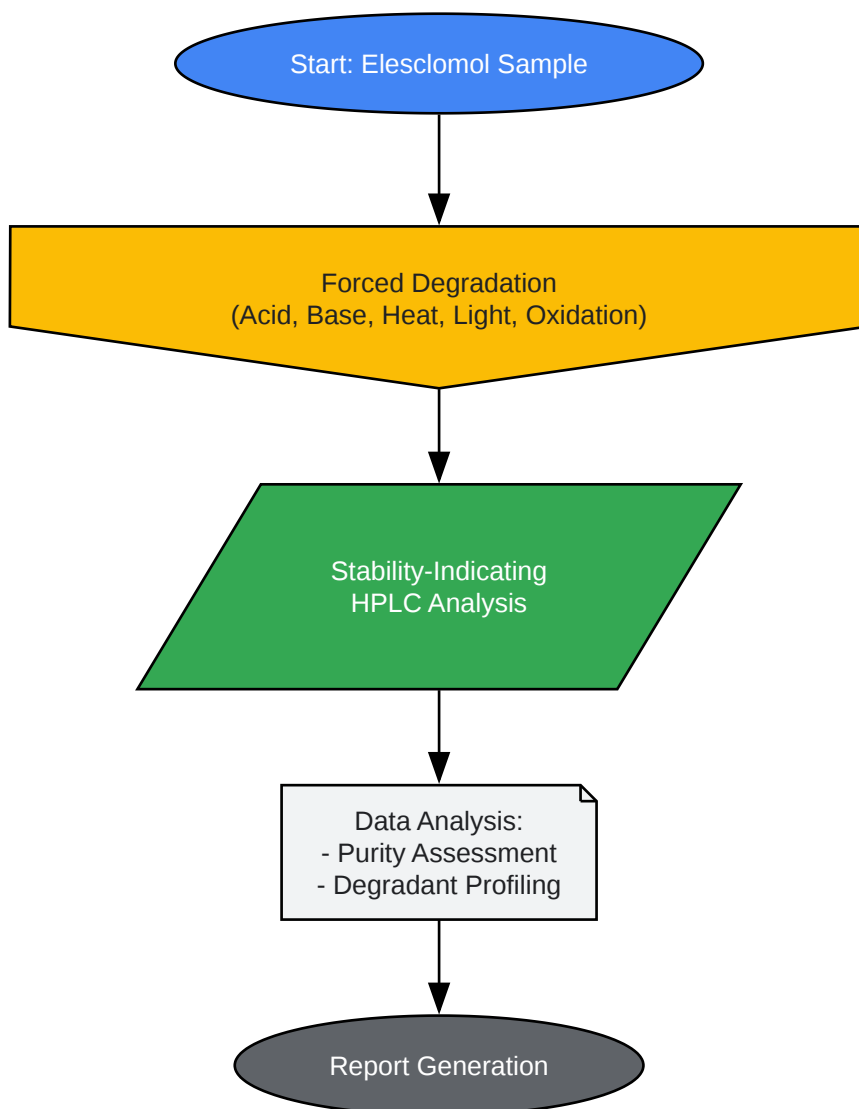 Start: Elesclomol Sample
Forced Degradation
(Acid, Base, Heat, Light, Oxidation)
Stability-Indicating
HPLC Analysis
Data Analysis:
- Purity Assessment
- Degradant Profiling
Report Generation